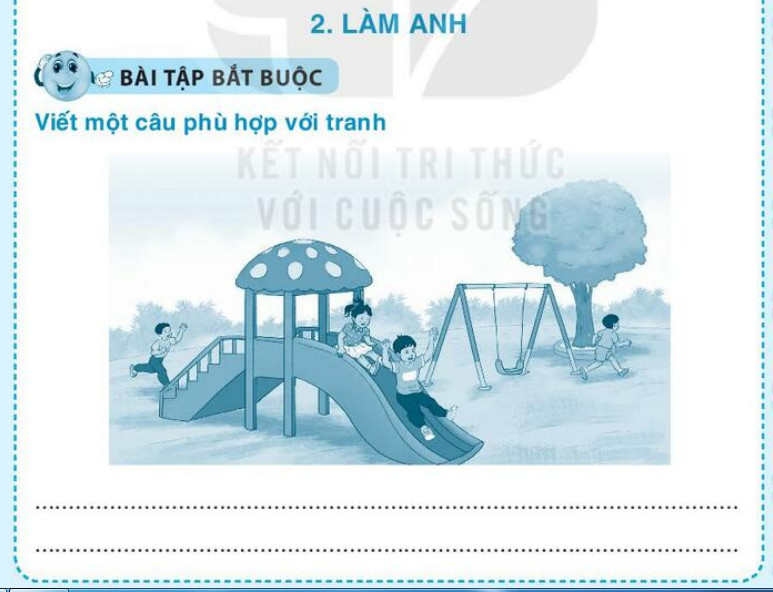 2. LÀM ANH
BÀI TẬP BẮT BUỘC
Viết một câu phù hợp với tranh
KẾT NỐI TRI THỨC
VỚI CUỘC SỐNG